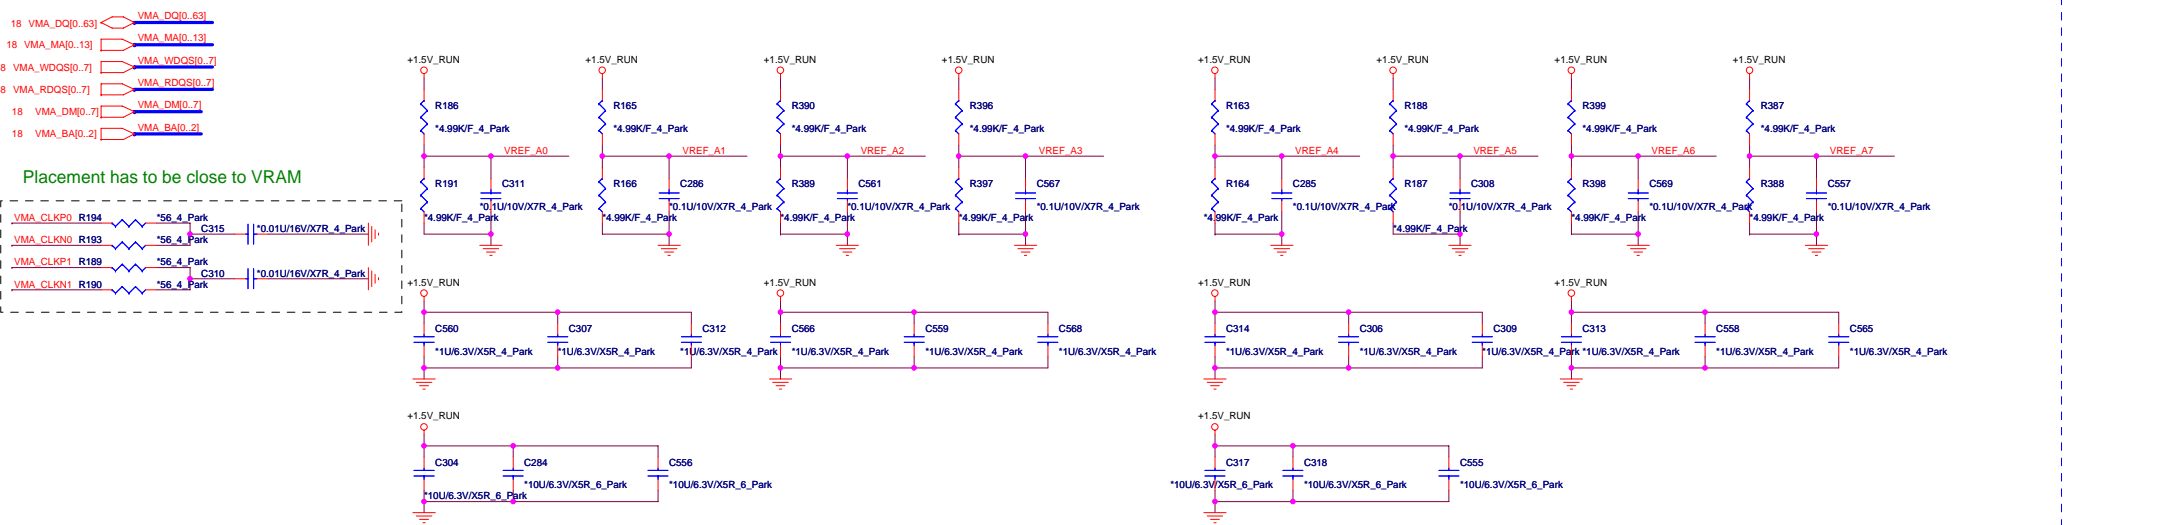 18 VMA_DQ[0..63] VMA_DQ[0..63]
18 VMA_MA[0..13] VMA_MA[0..13]
8 VMA_WDQS[0..7] VMA_WDQS[0..7]
8 VMA_RDQS[0..7] VMA_RDQS[0..7]
18 VMA_DM[0..7] VMA_DM[0..7]
18 VMA_BA[0..2] VMA_BA[0..2]
Placement has to be close to VRAM
VMA_CLKP0 R194 *56_4_Park
C315 *0.01U/16V/X7R_4_Park
VMA_CLKN0 R193 *56_4_Park
VMA_CLKP1 R189 *56_4_Park
C310 *0.01U/16V/X7R_4_Park
VMA_CLKN1 R190 *56_4_Park
+1.5V_RUN +1.5V_RUN +1.5V_RUN +1.5V_RUN +1.5V_RUN +1.5V_RUN +1.5V_RUN +1.5V_RUN
R186 R165 R390 R396 R163 R188 R399 R387
*4.99K/F_4_Park *4.99K/F_4_Park *4.99K/F_4_Park *4.99K/F_4_Park *4.99K/F_4_Park *4.99K/F_4_Park *4.99K/F_4_Park *4.99K/F_4_Park
VREF_A0 VREF_A1 VREF_A2 VREF_A3 VREF_A4 VREF_A5 VREF_A6 VREF_A7
R191 C311 R166 C286 R389 C561 R397 C567 R164 C285 R187 C308 R398 C569 R388 C557
*0.1U/10V/X7R_4_Park *0.1U/10V/X7R_4_Park *0.1U/10V/X7R_4_Park *0.1U/10V/X7R_4_Park *0.1U/10V/X7R_4_Park *0.1U/10V/X7R_4_Park *0.1U/10V/X7R_4_Park *0.1U/10V/X7R_4_Park
*4.99K/F_4_Park *4.99K/F_4_Park *4.99K/F_4_Park *4.99K/F_4_Park *4.99K/F_4_Park *4.99K/F_4_Park *4.99K/F_4_Park
*4.99K/F_4_Park
+1.5V_RUN +1.5V_RUN +1.5V_RUN +1.5V_RUN
C560 C307 C312 C566 C559 C568 C314 C306 C309 C313 C558 C565
*1U/6.3V/X5R_4_Park *1U/6.3V/X5R_4_Park *1U/6.3V/X5R_4_Park *1U/6.3V/X5R_4_Park *1U/6.3V/X5R_4_Park *1U/6.3V/X5R_4_Park *1U/6.3V/X5R_4_Park *1U/6.3V/X5R_4_Park *1U/6.3V/X5R_4_Park *1U/6.3V/X5R_4_Park *1U/6.3V/X5R_4_Park *1U/6.3V/X5R_4_Park
+1.5V_RUN +1.5V_RUN
C304 C284 C556 C317 C318 C555
*10U/6.3V/X5R_6_Park *10U/6.3V/X5R_6_Park *10U/6.3V/X5R_6_Park *10U/6.3V/X5R_6_Park *10U/6.3V/X5R_6_Park
*10U/6.3V/X5R_6_Park